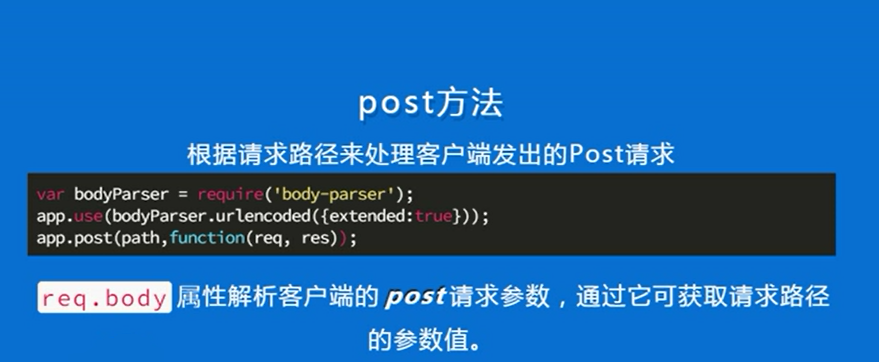 post方法
根据请求路径来处理客户端发出的Post请求
var bodyParser = require('body-parser');
app.use(bodyParser.urlencoded({extended:true}));
app.post(path,function(req, res));
req.body 属性解析客户端的 post 请求参数，通过它可获取请求路径
的参数值。